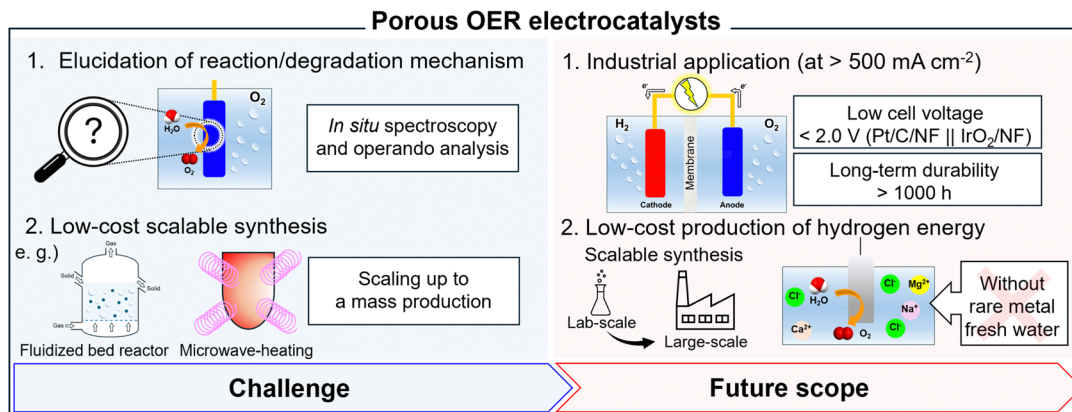 Porous OER electrocatalysts
1. Elucidation of reaction/degradation mechanism
?
O₂
H₂O
O₂
In situ spectroscopy
and operando analysis
2. Low-cost scalable synthesis
e. g.)
Gas
Solid
Solid
Gas
Fluidized bed reactor
Microwave-heating
Scaling up to
a mass production
Challenge
1. Industrial application (at > 500 mA cm⁻²)
e⁻
e⁻
H₂
O₂
Membrane
Cathode
Anode
Low cell voltage
< 2.0 V (Pt/C/NF || IrO₂/NF)
Long-term durability
> 1000 h
2. Low-cost production of hydrogen energy
Scalable synthesis
Lab-scale
Large-scale
Cl⁻
H₂O
Cl⁻
Mg²⁺
Na⁺
Ca²⁺
O₂
Cl⁻
Without
rare metal
fresh water
Future scope